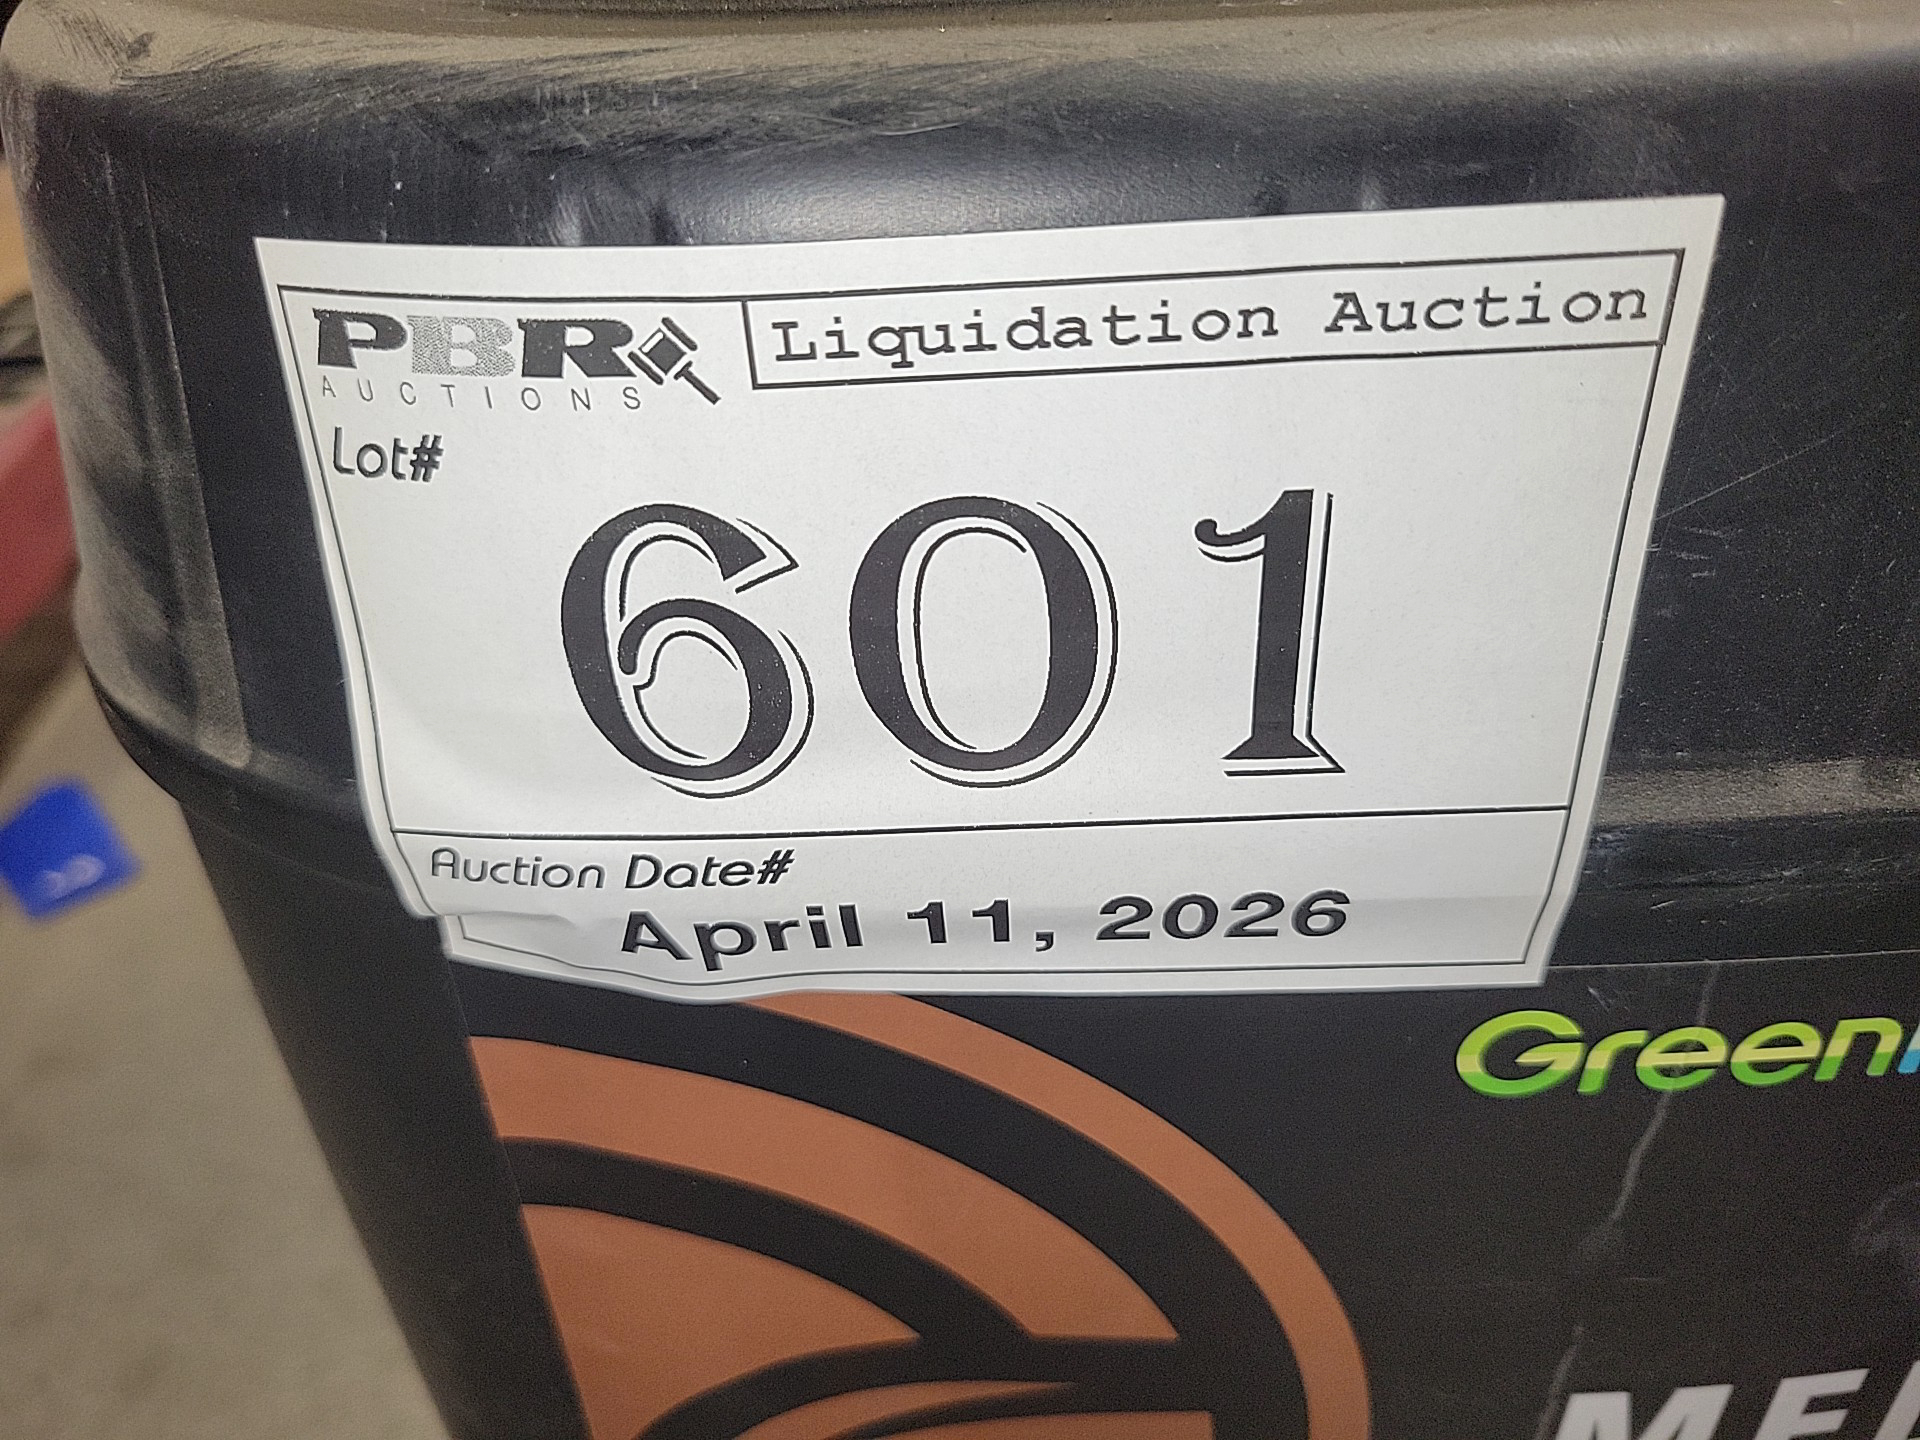 PBR
AUCTIONS
Liquidation Auction
Lot#
601
Auction Date#
April 11, 2026
Green